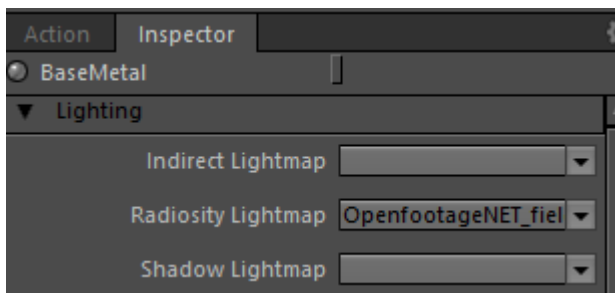 Action Inspector
BaseMetal
Lighting
Indirect Lightmap
Radiosity Lightmap OpenfootageNET_fiel
Shadow Lightmap